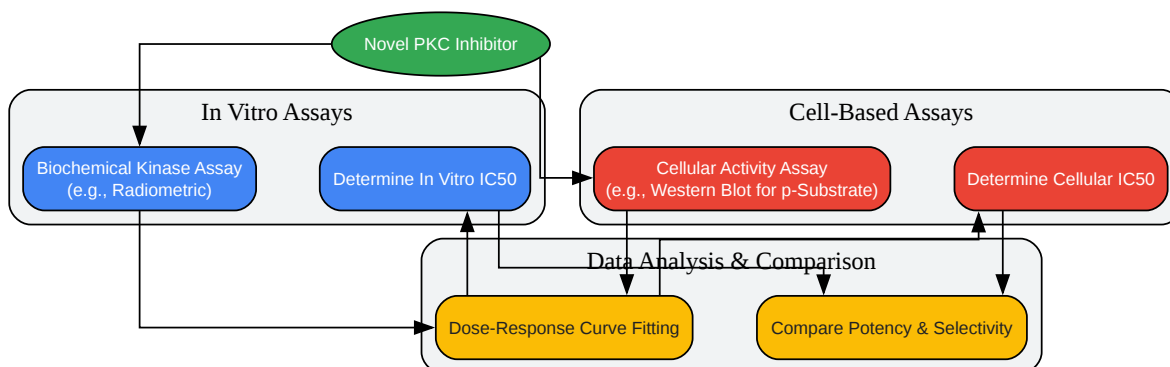 Novel PKC Inhibitor
In Vitro Assays
Cell-Based Assays
Biochemical Kinase Assay
(e.g., Radiometric)
Determine In Vitro IC50
Cellular Activity Assay
(e.g., Western Blot for p-Substrate)
Determine Cellular IC50
Data Analysis & Comparison
Dose-Response Curve Fitting
Compare Potency & Selectivity